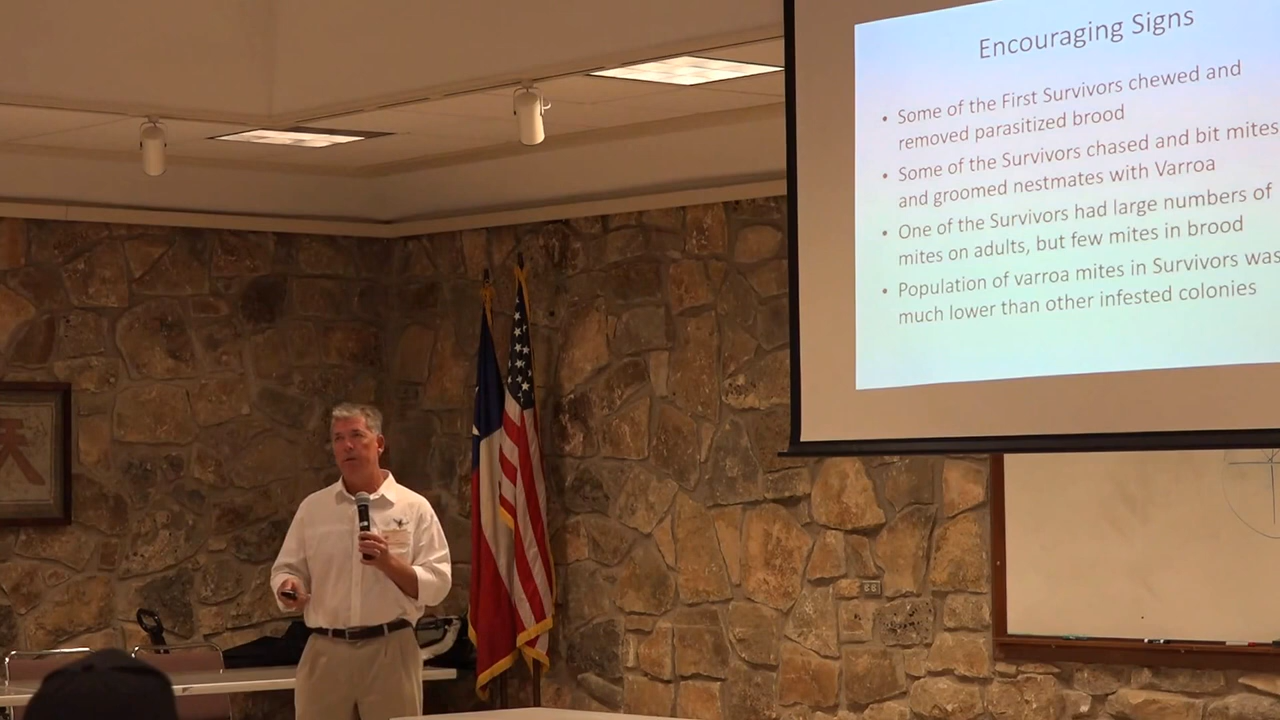 Encouraging Signs
• Some of the First Survivors chewed and
removed parasitized brood
• Some of the Survivors chased and bit mites
and groomed nestmates with Varroa
• One of the Survivors had large numbers of
mites on adults, but few mites in brood
• Population of varroa mites in Survivors was
much lower than other infested colonies